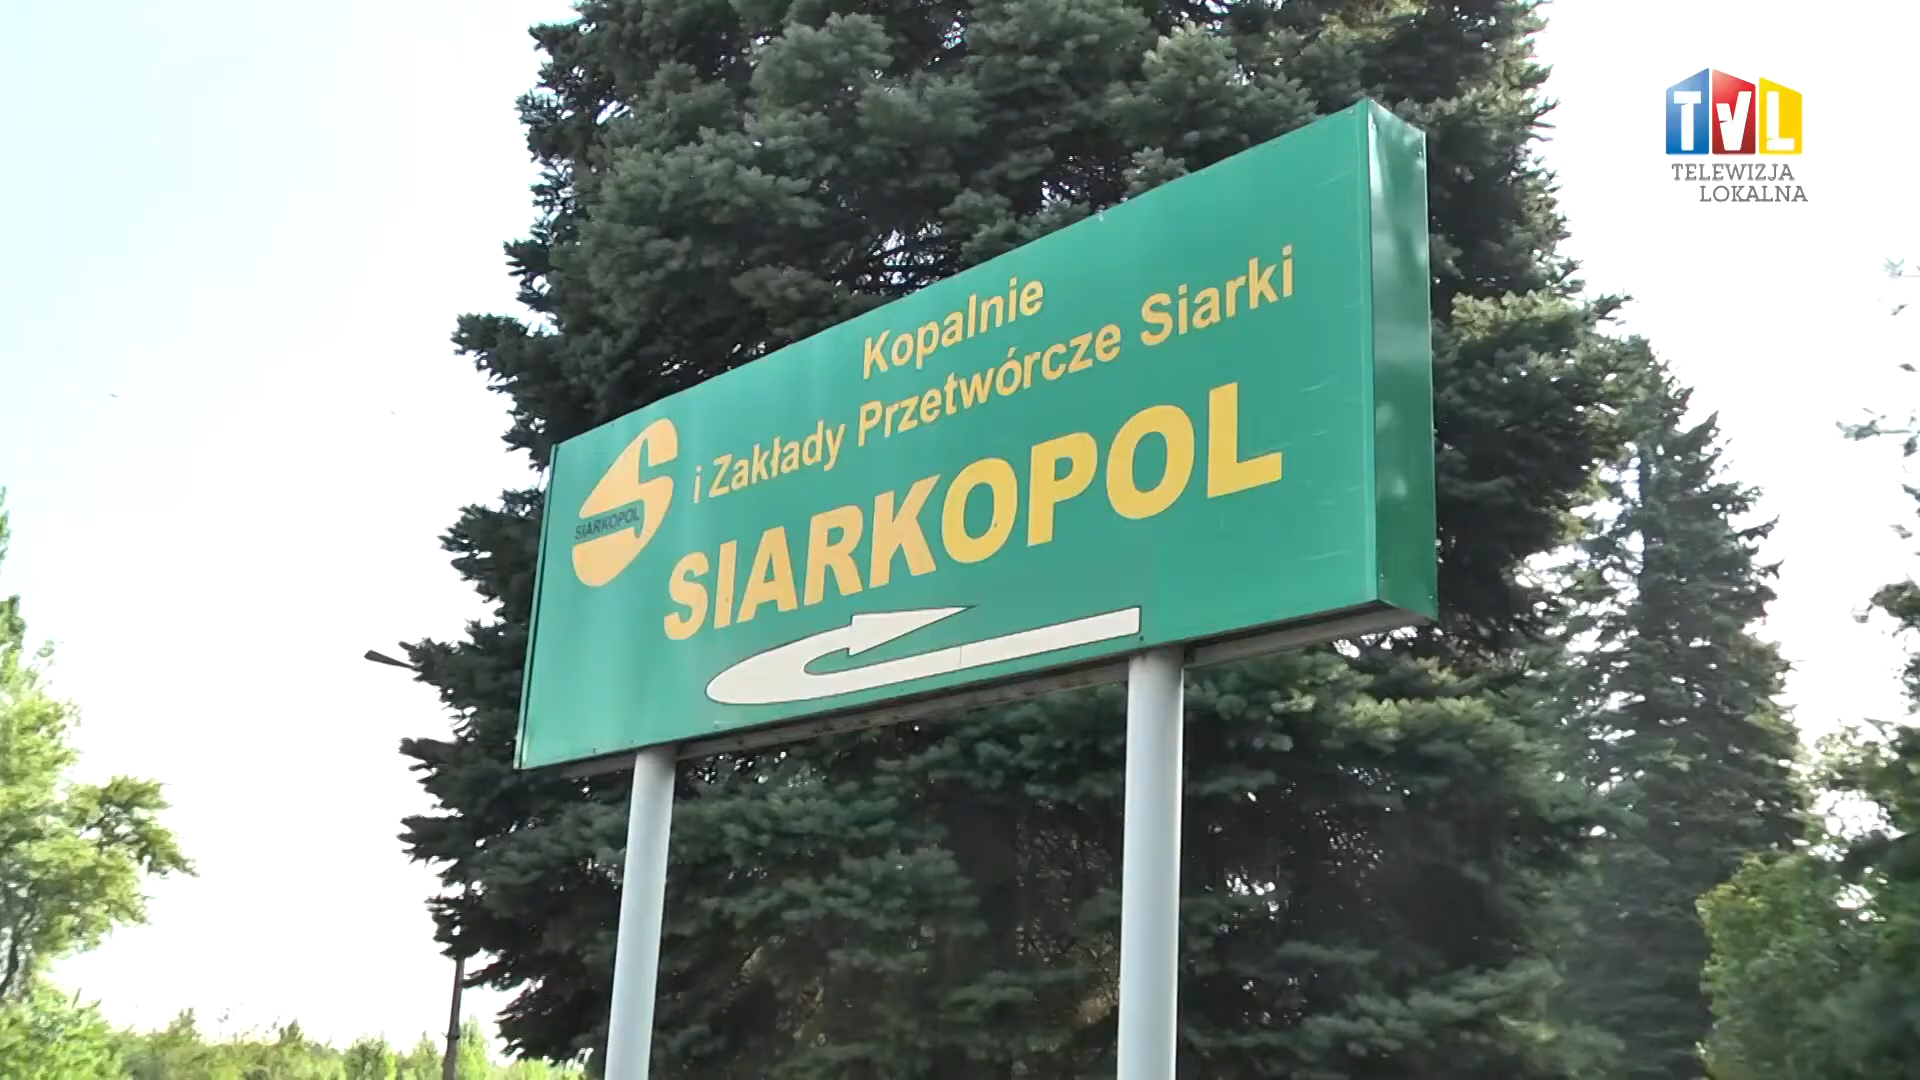 TVL
TELEWIZJA
LOKALNA
Kopalnie
i Zakłady Przetwórcze Siarki
SIARKOPOL
SIARKOPOL